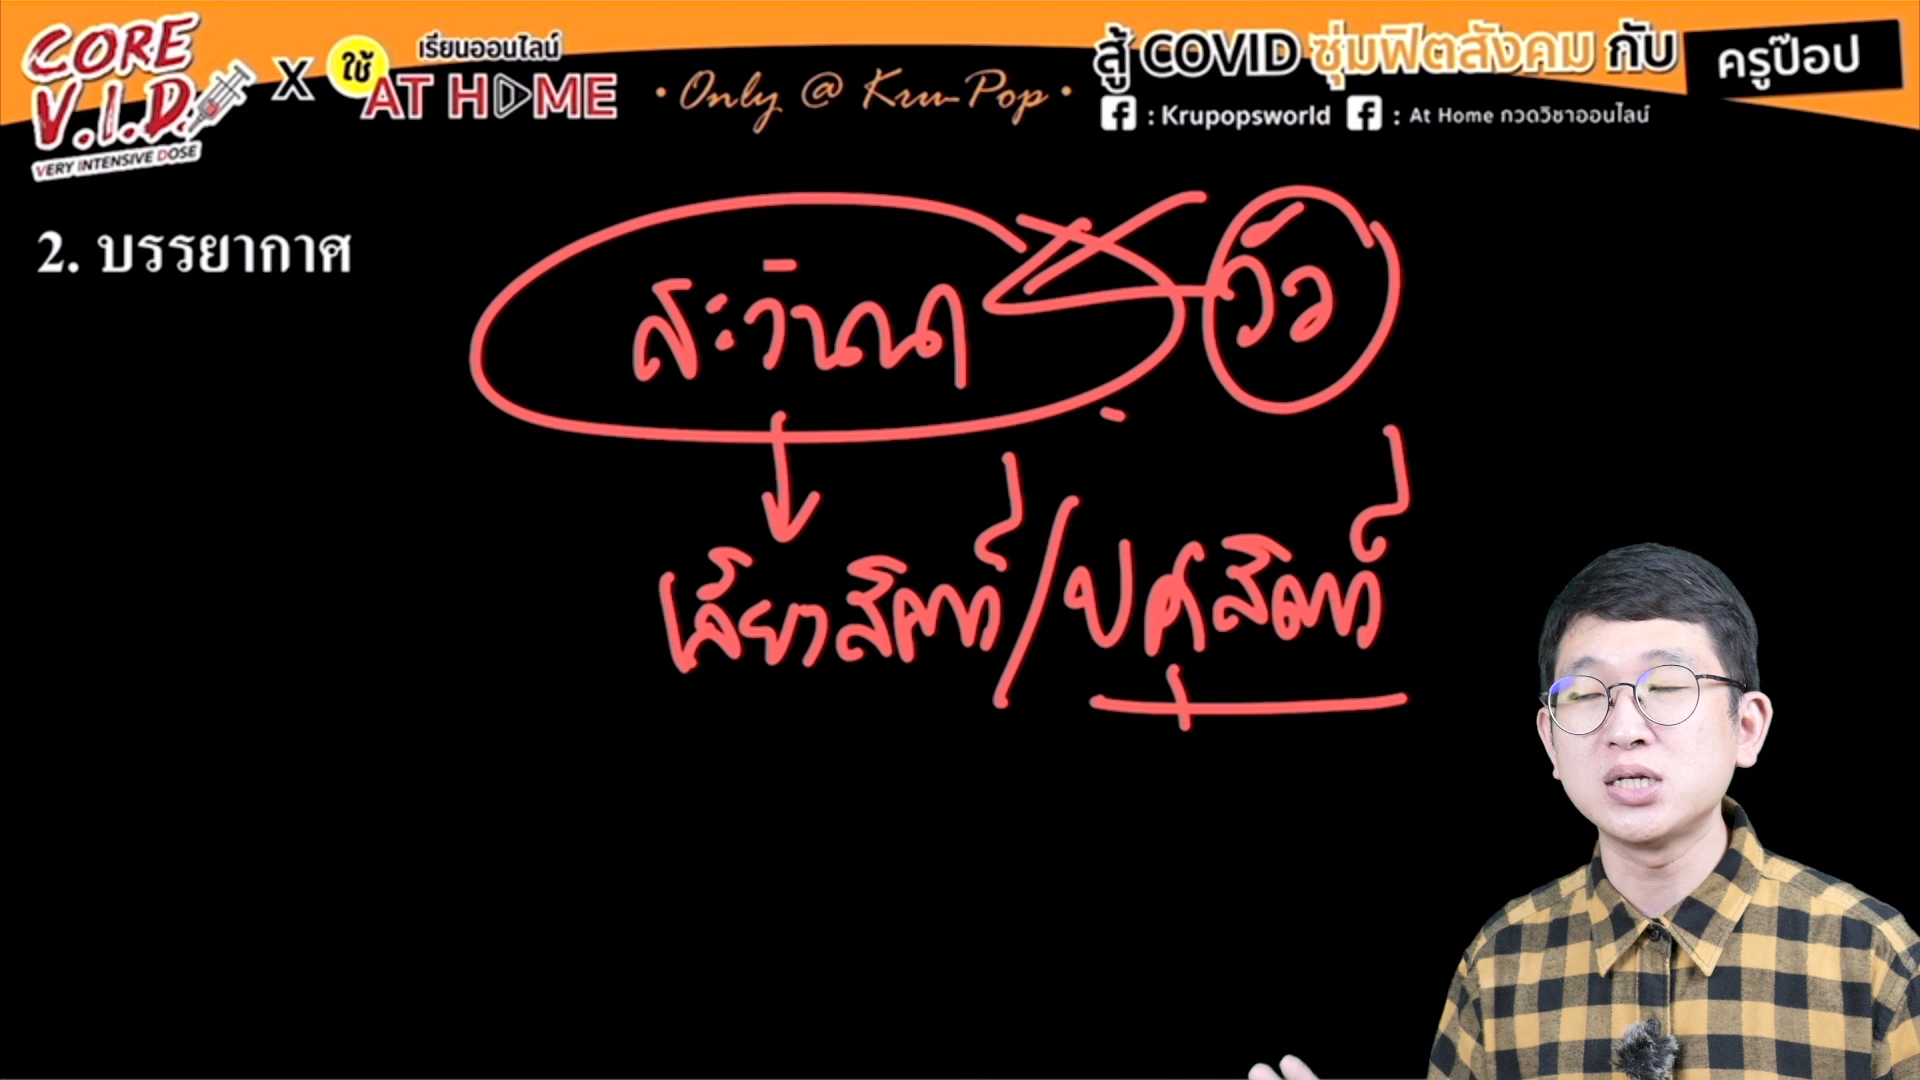 CORE
V.I.D.
VERY INTENSIVE DOSE
X
ใช้
เรียนออนไลน์
AT HOME
• Only @ Kru-Pop •
สู้ COVID ซุ่มฟิตสังคม กับ ครูป๊อป
: Krupopsworld : At Home กวดวิชาออนไลน์
2. บรรยากาศ
สะวันนา
วัว
เลี้ยงสัตว์/ปศุสัตว์